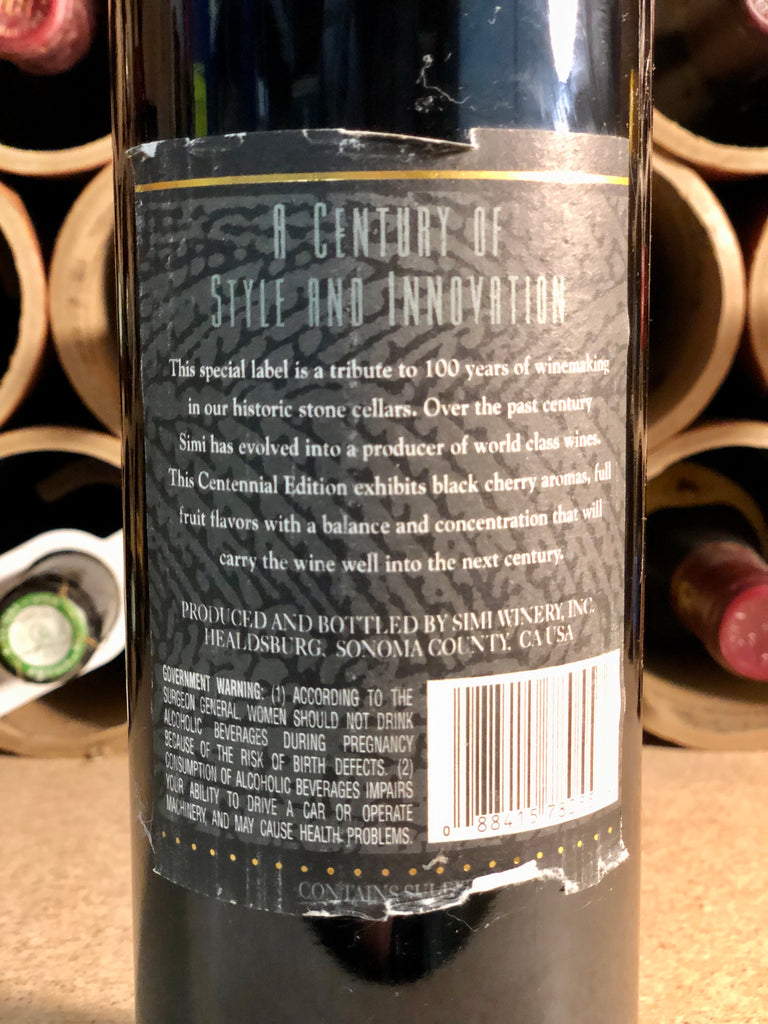 A CENTURY OF
STYLE AND INNOVATION
This special label is a tribute to 100 years of winemaking
in our historic stone cellars. Over the past century
Simi has evolved into a producer of world class wines.
This Centennial Edition exhibits black cherry aromas, full
fruit flavors with a balance and concentration that will
carry the wine well into the next century.
PRODUCED AND BOTTLED BY SIMI WINERY, INC.
HEALDSBURG, SONOMA COUNTY, CA USA
GOVERNMENT WARNING: (1) ACCORDING TO THE
SURGEON GENERAL, WOMEN SHOULD NOT DRINK
ALCOHOLIC BEVERAGES DURING PREGNANCY
BECAUSE OF THE RISK OF BIRTH DEFECTS. (2)
CONSUMPTION OF ALCOHOLIC BEVERAGES IMPAIRS
YOUR ABILITY TO DRIVE A CAR OR OPERATE
MACHINERY, AND MAY CAUSE HEALTH PROBLEMS.
0 88415
CONTAINS